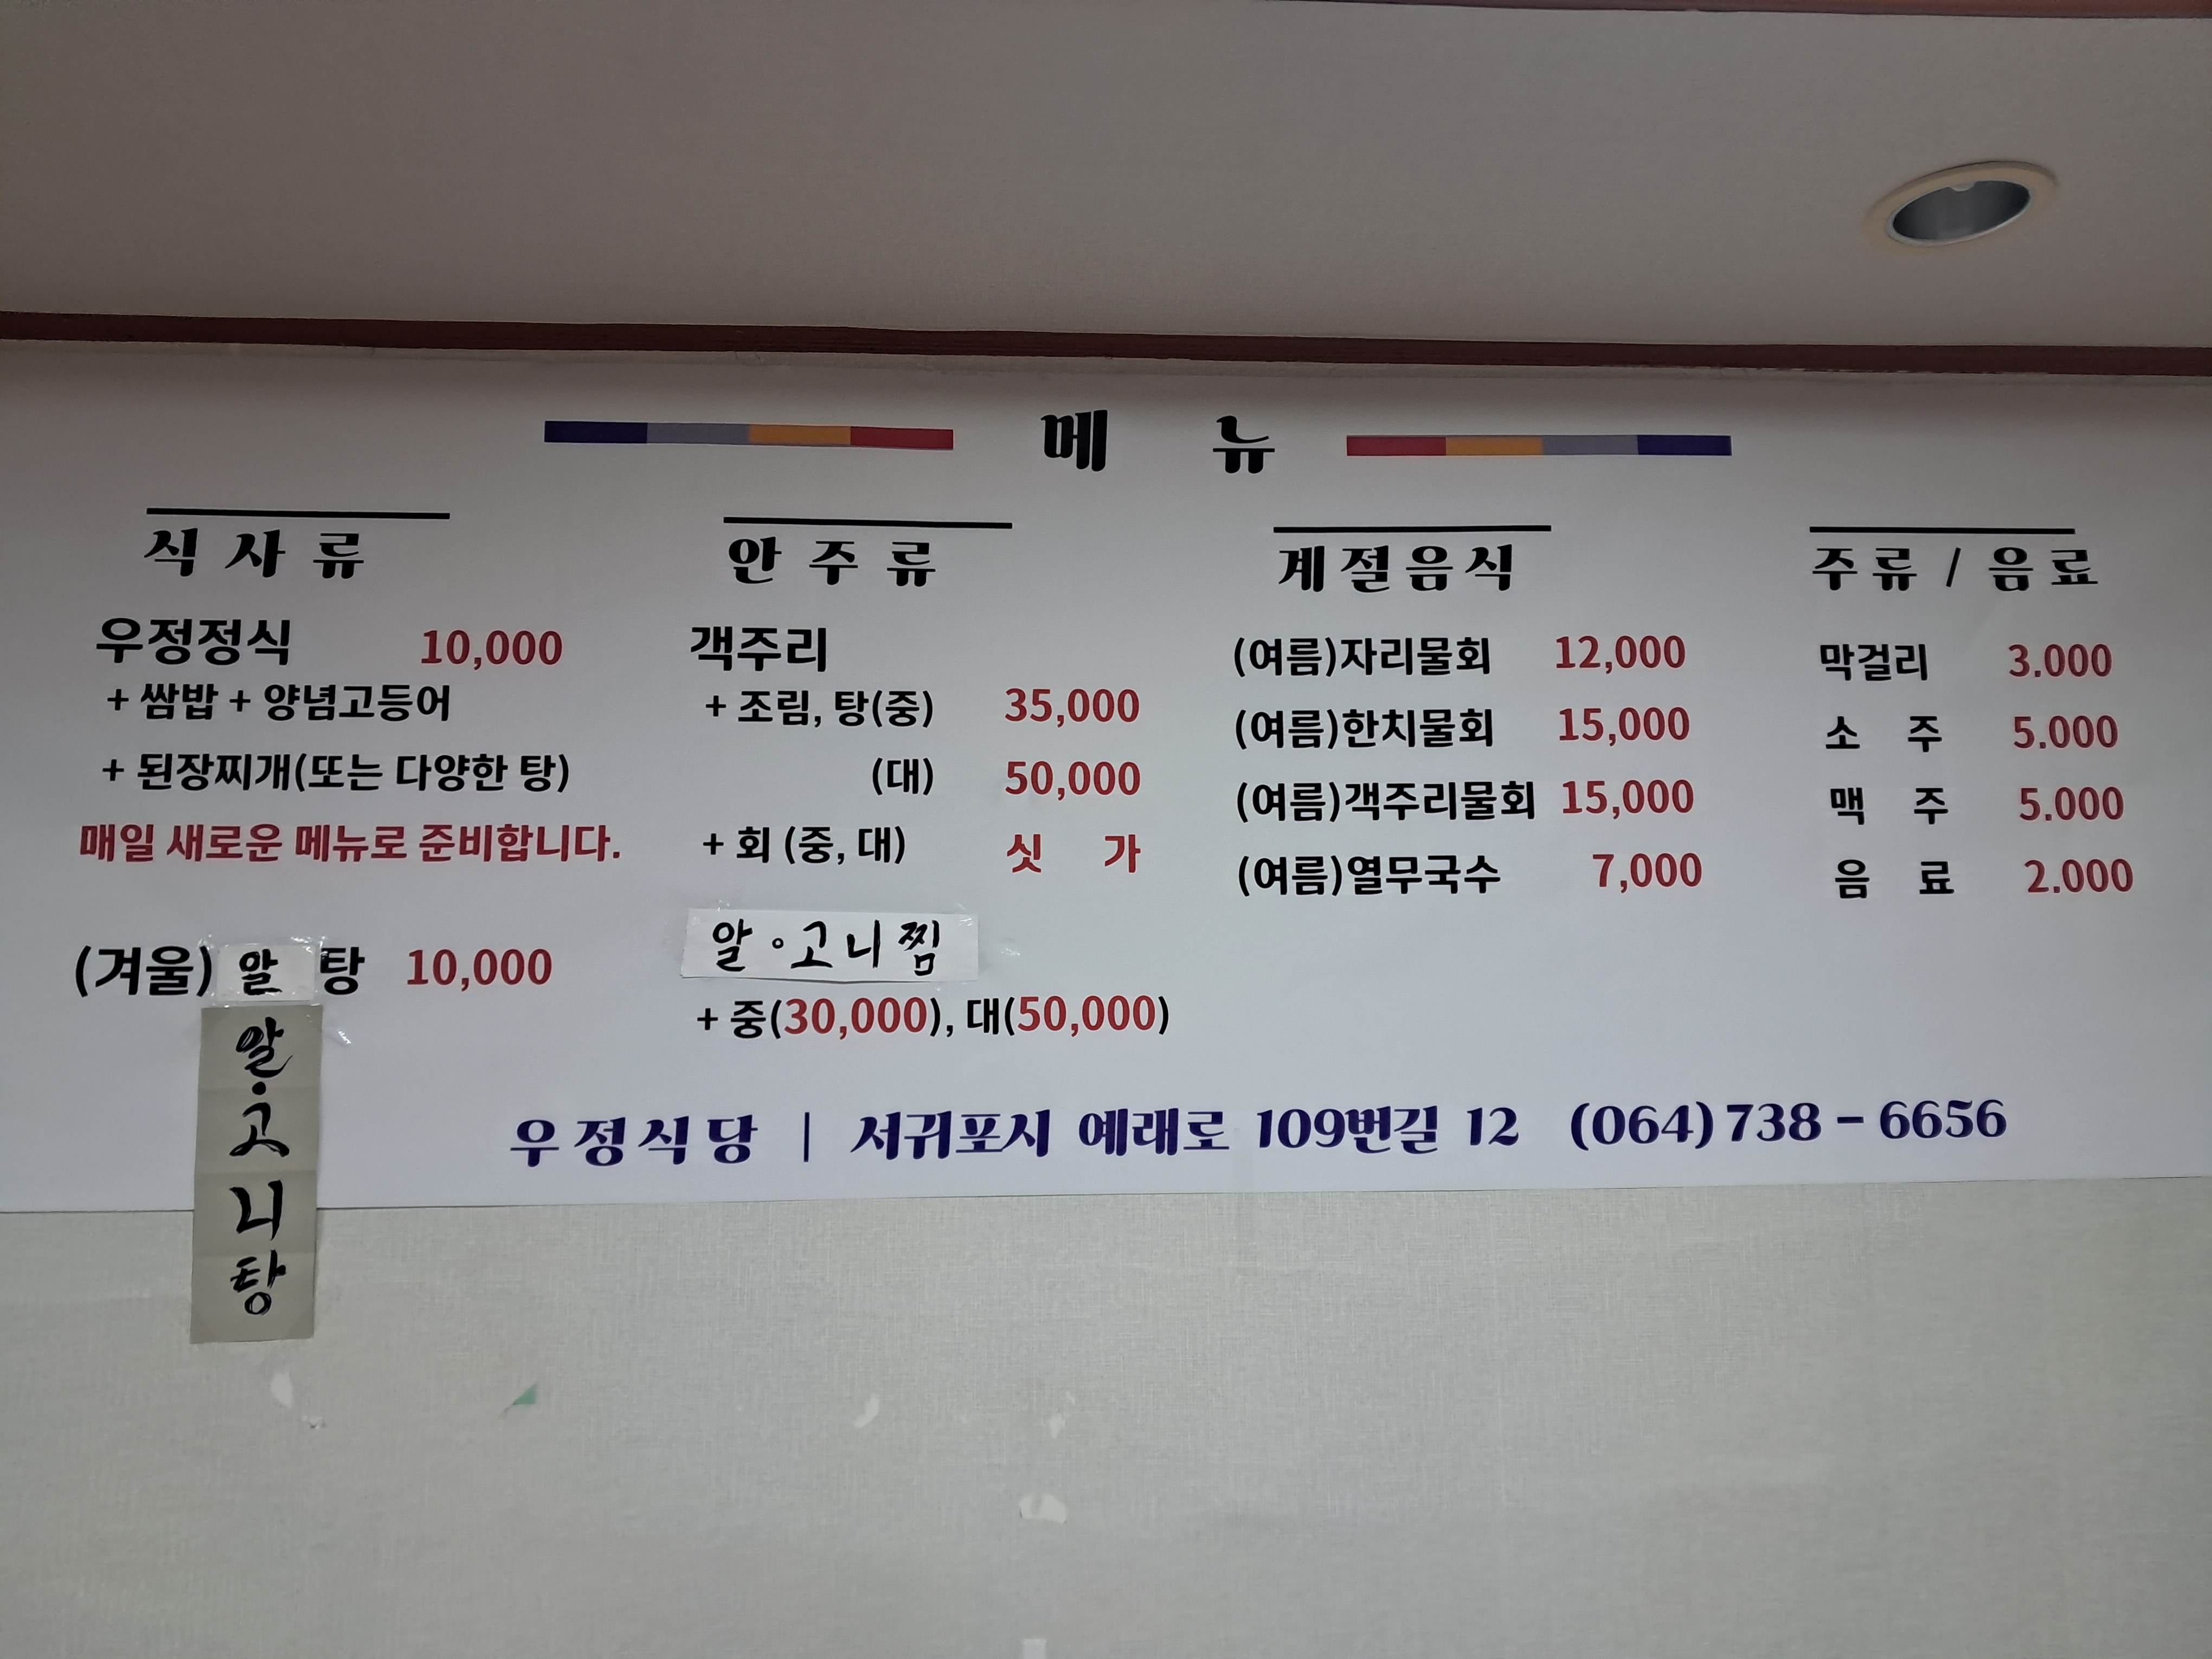 메 뉴
식 사 류
우정정식 10,000
+ 쌈밥 + 양념고등어
+ 된장찌개(또는 다양한 탕)
매일 새로운 메뉴로 준비합니다.
(겨울) 알 탕 10,000
알·고니탕
안 주 류
객주리
+ 조림, 탕(중) 35,000
(대) 50,000
+ 회 (중, 대) 싯 가
알·고니찜
+ 중(30,000), 대(50,000)
계절음식
(여름)자리물회 12,000
(여름)한치물회 15,000
(여름)객주리물회 15,000
(여름)열무국수 7,000
주류 / 음료
막걸리 3.000
소 주 5.000
맥 주 5.000
음 료 2.000
우정식당 | 서귀포시 예래로 109번길 12 (064) 738 - 6656